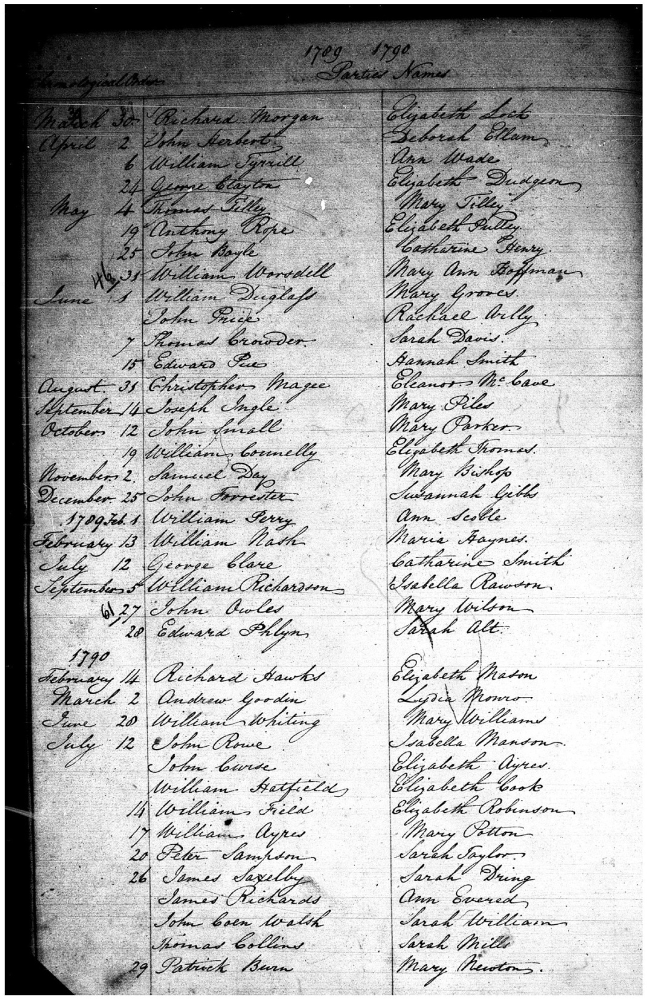 1789 1790
Chronological Order Parties Names
March 30 Richard Morgan Elizabeth Lock
April 2 John Herbert Deborah Ellam
6 William Tyrrill Ann Wade
24 George Clayton Elizabeth Dudgeon
May 4 Thomas Tilley Mary Tilley
19 Anthony Rope Elizabeth Pulley
25 John Bayle Catharine Henry.
46 31 William Worsdell Mary Ann Hoffman
June 1 William Duglass Mary Groves.
John Price Rachael Arlly
7 Thomas Crowder. Sarah Davis.
15 Edward Pue Hannah Smith
August. 31 Christopher Magee Eleanor Mc. Cave
September 14 Joseph Ingle Mary Piles
October 12 John Small Mary Parker.
19 William Connelly Elizabeth Thomas.
November 2. Samuel Day Mary Bishop
December. 25 John Forrester Susannah Gibbs
1789 Feb. 1 William Perry Ann Scoble
February 13 William Nash Maria Haynes.
July 12 George Clare Catharine Smith
September 5 William Richardson Isabella Rawson
61 27 John Owles Mary Wilson
28 Edward Phlyn Sarah Alt.
1790
February 14 Richard Hawks Elizabeth Mason
March 2 Andrew Goodin Lydia Monro
June 28 William Whiting Mary Williams
July 12 John Rowe Isabella Manson.
John Curse Elizabeth Ayres.
William Hatfield Elizabeth Cook
14 William Field Elizabeth Robinson
17 William Ayres Mary Potton
20 Peter Sampson Sarah Taylor.
26 James Saxelby Sarah Dring
James Richards Ann Evered
John Coen Walsh Sarah William
Thomas Collins Sarah Mills
29 Patrick Burn Mary Newton.